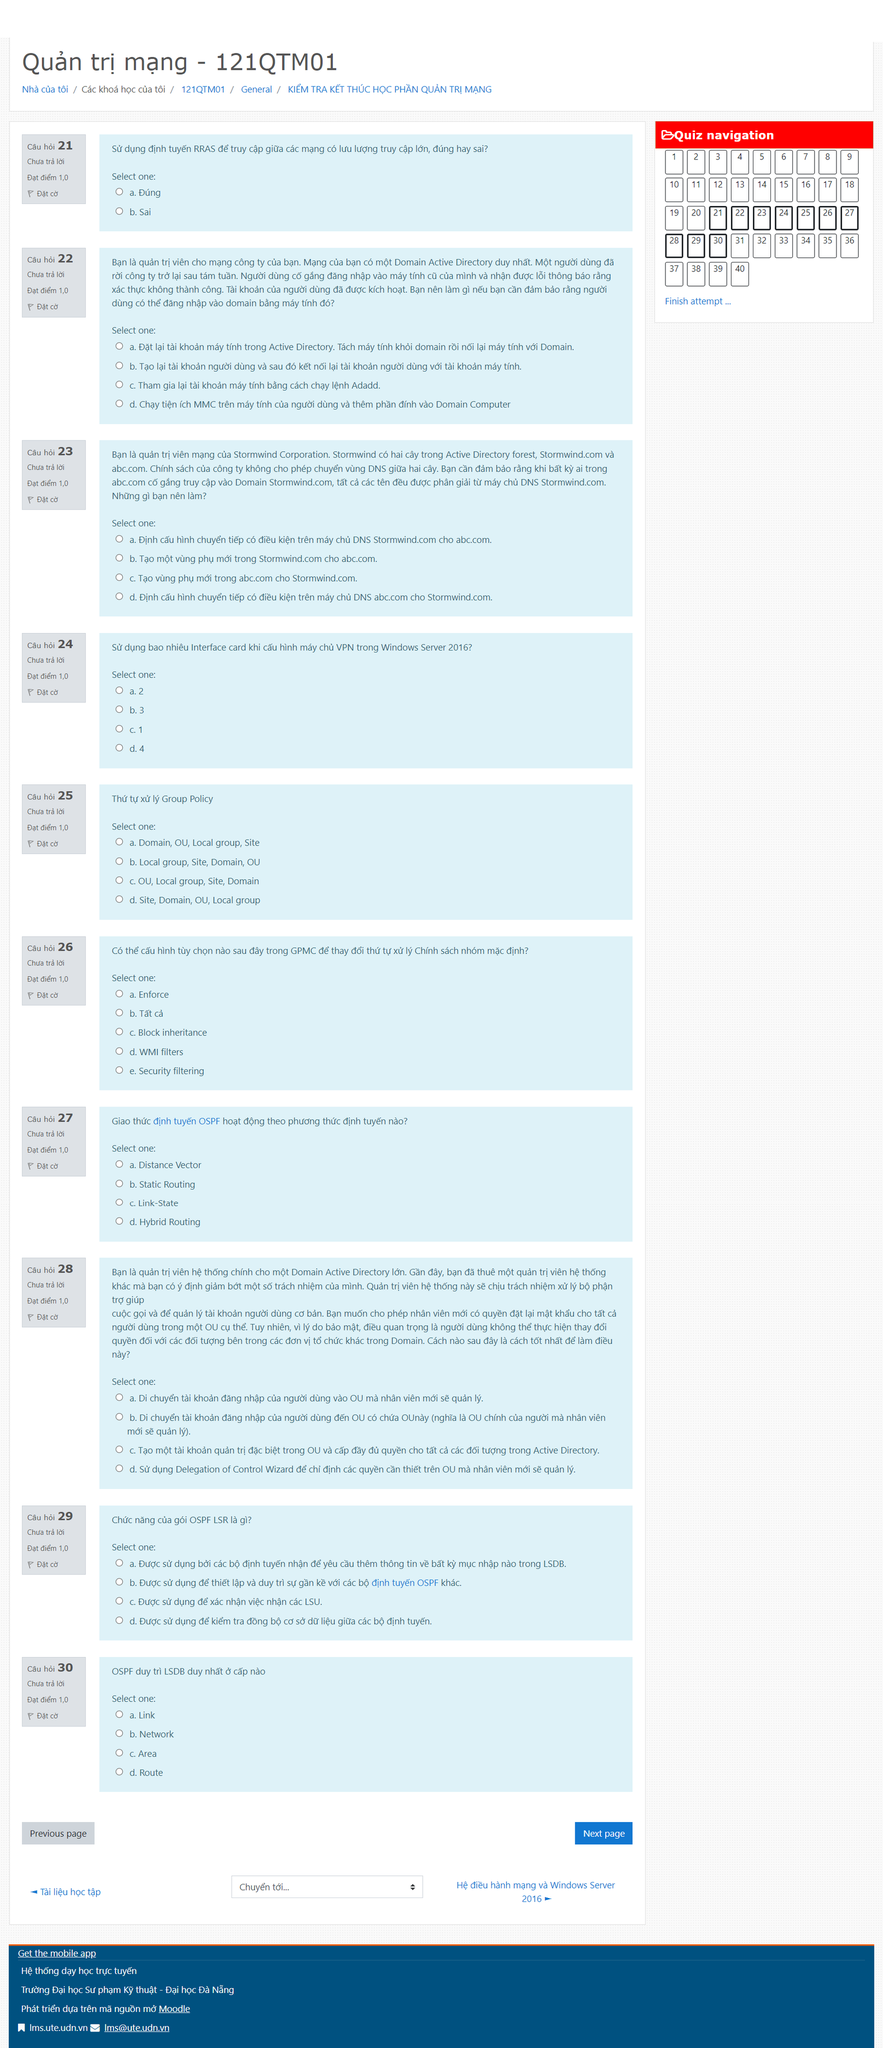 Quản trị mạng - 121QTM01
Nhà của tôi / Các khoá học của tôi / 121QTM01 / General / KIỂM TRA KẾT THÚC HỌC PHẦN QUẢN TRỊ MẠNG
Câu hỏi 21
Chưa trả lời
Đạt điểm 1,0
Đặt cờ
Sử dụng định tuyến RRAS để truy cập giữa các mạng có lưu lượng truy cập lớn, đúng hay sai?
Select one:
a. Đúng
b. Sai
Câu hỏi 22
Chưa trả lời
Đạt điểm 1,0
Đặt cờ
Bạn là quản trị viên cho mạng công ty của bạn. Mạng của bạn có một Domain Active Directory duy nhất. Một người dùng đã
rời công ty trở lại sau tám tuần. Người dùng cố gắng đăng nhập vào máy tính cũ của mình và nhận được lỗi thông báo rằng
xác thực không thành công. Tài khoản của người dùng đã được kích hoạt. Bạn nên làm gì nếu bạn cần đảm bảo rằng người
dùng có thể đăng nhập vào domain bằng máy tính đó?
Select one:
a. Đặt lại tài khoản máy tính trong Active Directory. Tách máy tính khỏi domain rồi nối lại máy tính với Domain.
b. Tạo lại tài khoản người dùng và sau đó kết nối lại tài khoản người dùng với tài khoản máy tính.
c. Tham gia lại tài khoản máy tính bằng cách chạy lệnh Adadd.
d. Chạy tiện ích MMC trên máy tính của người dùng và thêm phần đính vào Domain Computer
Câu hỏi 23
Chưa trả lời
Đạt điểm 1,0
Đặt cờ
Bạn là quản trị viên mạng của Stormwind Corporation. Stormwind có hai cây trong Active Directory forest, Stormwind.com và
abc.com. Chính sách của công ty không cho phép chuyển vùng DNS giữa hai cây. Bạn cần đảm bảo rằng khi bất kỳ ai trong
abc.com cố gắng truy cập vào Domain Stormwind.com, tất cả các tên đều được phân giải từ máy chủ DNS Stormwind.com.
Những gì bạn nên làm?
Select one:
a. Định cấu hình chuyển tiếp có điều kiện trên máy chủ DNS Stormwind.com cho abc.com.
b. Tạo một vùng phụ mới trong Stormwind.com cho abc.com.
c. Tạo vùng phụ mới trong abc.com cho Stormwind.com.
d. Định cấu hình chuyển tiếp có điều kiện trên máy chủ DNS abc.com cho Stormwind.com.
Câu hỏi 24
Chưa trả lời
Đạt điểm 1,0
Đặt cờ
Sử dụng bao nhiêu Interface card khi cấu hình máy chủ VPN trong Windows Server 2016?
Select one:
a. 2
b. 3
c. 1
d. 4
Câu hỏi 25
Chưa trả lời
Đạt điểm 1,0
Đặt cờ
Thứ tự xử lý Group Policy
Select one:
a. Domain, OU, Local group, Site
b. Local group, Site, Domain, OU
c. OU, Local group, Site, Domain
d. Site, Domain, OU, Local group
Câu hỏi 26
Chưa trả lời
Đạt điểm 1,0
Đặt cờ
Có thể cấu hình tùy chọn nào sau đây trong GPMC để thay đổi thứ tự xử lý Chính sách nhóm mặc định?
Select one:
a. Enforce
b. Tất cả
c. Block inheritance
d. WMI filters
e. Security filtering
Câu hỏi 27
Chưa trả lời
Đạt điểm 1,0
Đặt cờ
Giao thức định tuyến OSPF hoạt động theo phương thức định tuyến nào?
Select one:
a. Distance Vector
b. Static Routing
c. Link-State
d. Hybrid Routing
Câu hỏi 28
Chưa trả lời
Đạt điểm 1,0
Đặt cờ
Bạn là quản trị viên hệ thống chính cho một Domain Active Directory lớn. Gần đây, bạn đã thuê một quản trị viên hệ thống
khác mà bạn có ý định giảm bớt một số trách nhiệm của mình. Quản trị viên hệ thống này sẽ chịu trách nhiệm xử lý bộ phận
trợ giúp
cuộc gọi và để quản lý tài khoản người dùng cơ bản. Bạn muốn cho phép nhân viên mới có quyền đặt lại mật khẩu cho tất cả
người dùng trong một OU cụ thể. Tuy nhiên, vì lý do bảo mật, điều quan trọng là người dùng không thể thực hiện thay đổi
quyền đối với các đối tượng bên trong các đơn vị tổ chức khác trong Domain. Cách nào sau đây là cách tốt nhất để làm điều
này?
Select one:
a. Di chuyển tài khoản đăng nhập của người dùng vào OU mà nhân viên mới sẽ quản lý.
b. Di chuyển tài khoản đăng nhập của người dùng đến OU có chứa OUnày (nghĩa là OU chính của người mà nhân viên
mới sẽ quản lý).
c. Tạo một tài khoản quản trị đặc biệt trong OU và cấp đầy đủ quyền cho tất cả các đối tượng trong Active Directory.
d. Sử dụng Delegation of Control Wizard để chỉ định các quyền cần thiết trên OU mà nhân viên mới sẽ quản lý.
Câu hỏi 29
Chưa trả lời
Đạt điểm 1,0
Đặt cờ
Chức năng của gói OSPF LSR là gì?
Select one:
a. Được sử dụng bởi các bộ định tuyến nhận để yêu cầu thêm thông tin về bất kỳ mục nhập nào trong LSDB.
b. Được sử dụng để thiết lập và duy trì sự gần kề với các bộ định tuyến OSPF khác.
c. Được sử dụng để xác nhận việc nhận các LSU.
d. Được sử dụng để kiểm tra đồng bộ cơ sở dữ liệu giữa các bộ định tuyến.
Câu hỏi 30
Chưa trả lời
Đạt điểm 1,0
Đặt cờ
OSPF duy trì LSDB duy nhất ở cấp nào
Select one:
a. Link
b. Network
c. Area
d. Route
Previous page
Next page
◄ Tài liệu học tập
Chuyển tới...
Hệ điều hành mạng và Windows Server
2016 ►
Quiz navigation
1 2 3 4 5 6 7 8 9
10 11 12 13 14 15 16 17 18
19 20 21 22 23 24 25 26 27
28 29 30 31 32 33 34 35 36
37 38 39 40
Finish attempt ...
Get the mobile app
Hệ thống dạy học trực tuyến
Trường Đại học Sư phạm Kỹ thuật - Đại học Đà Nẵng
Phát triển dựa trên mã nguồn mở Moodle
lms.ute.udn.vn lms@ute.udn.vn